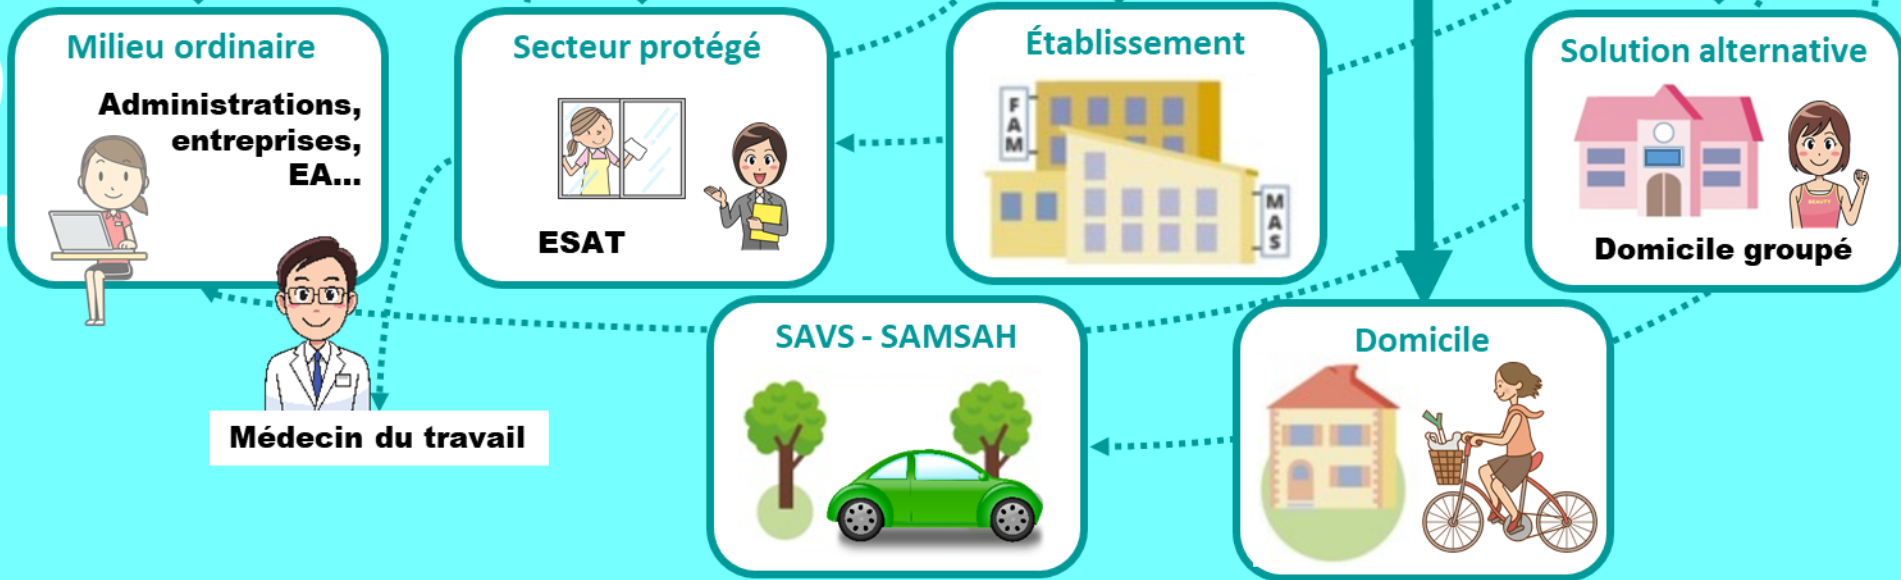 Milieu ordinaire
Administrations,
entreprises,
EA...
Secteur protégé
ESAT
Établissement
FAM
MAS
Solution alternative
BEAUTY
Domicile groupé
Médecin du travail
SAVS - SAMSAH
Domicile